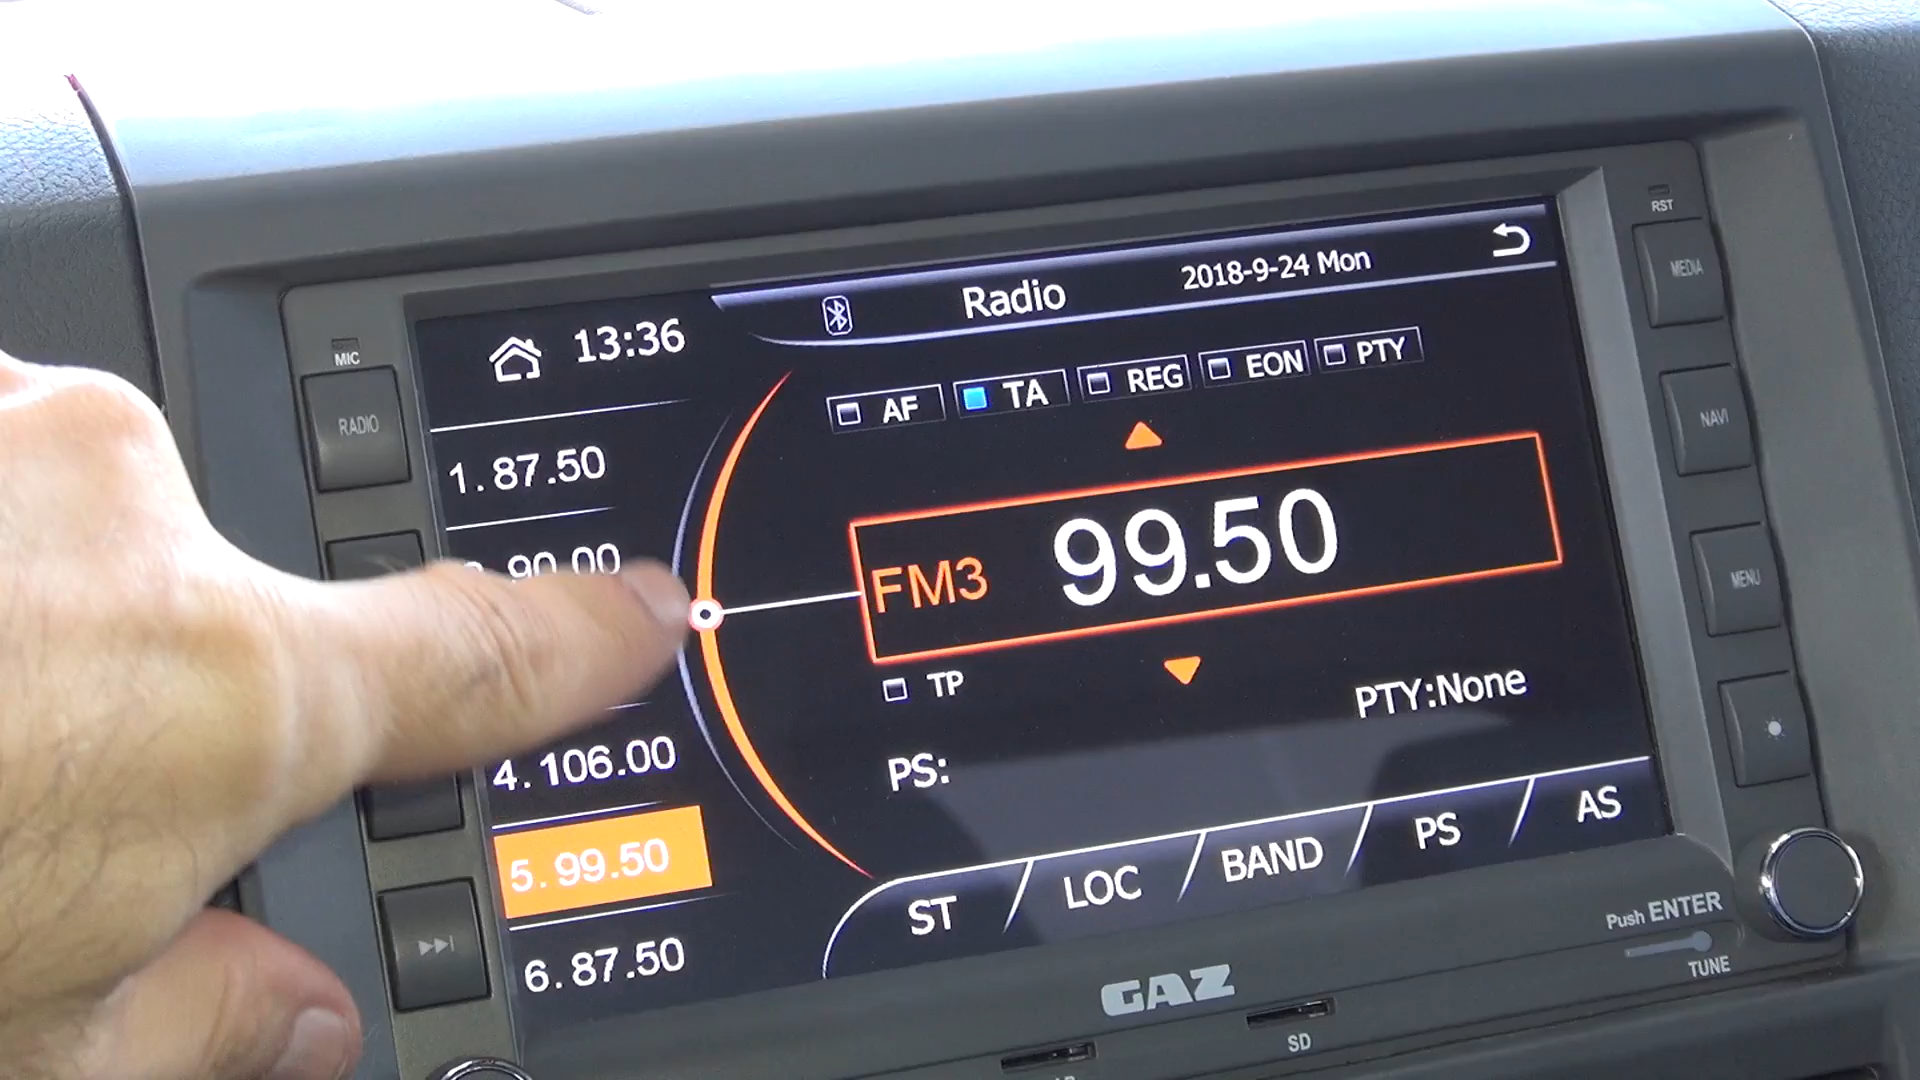 RST
MEDIA
2018-9-24 Mon
Radio
13:36
MIC
RADIO
AF
TA
REG
EON
PTY
NAVI
1. 87.50
90.00
FM3
99.50
MENU
TP
PTY:None
4. 106.00
PS:
5. 99.50
6. 87.50
ST
LOC
BAND
PS
AS
Push ENTER
TUNE
GAZ
SD